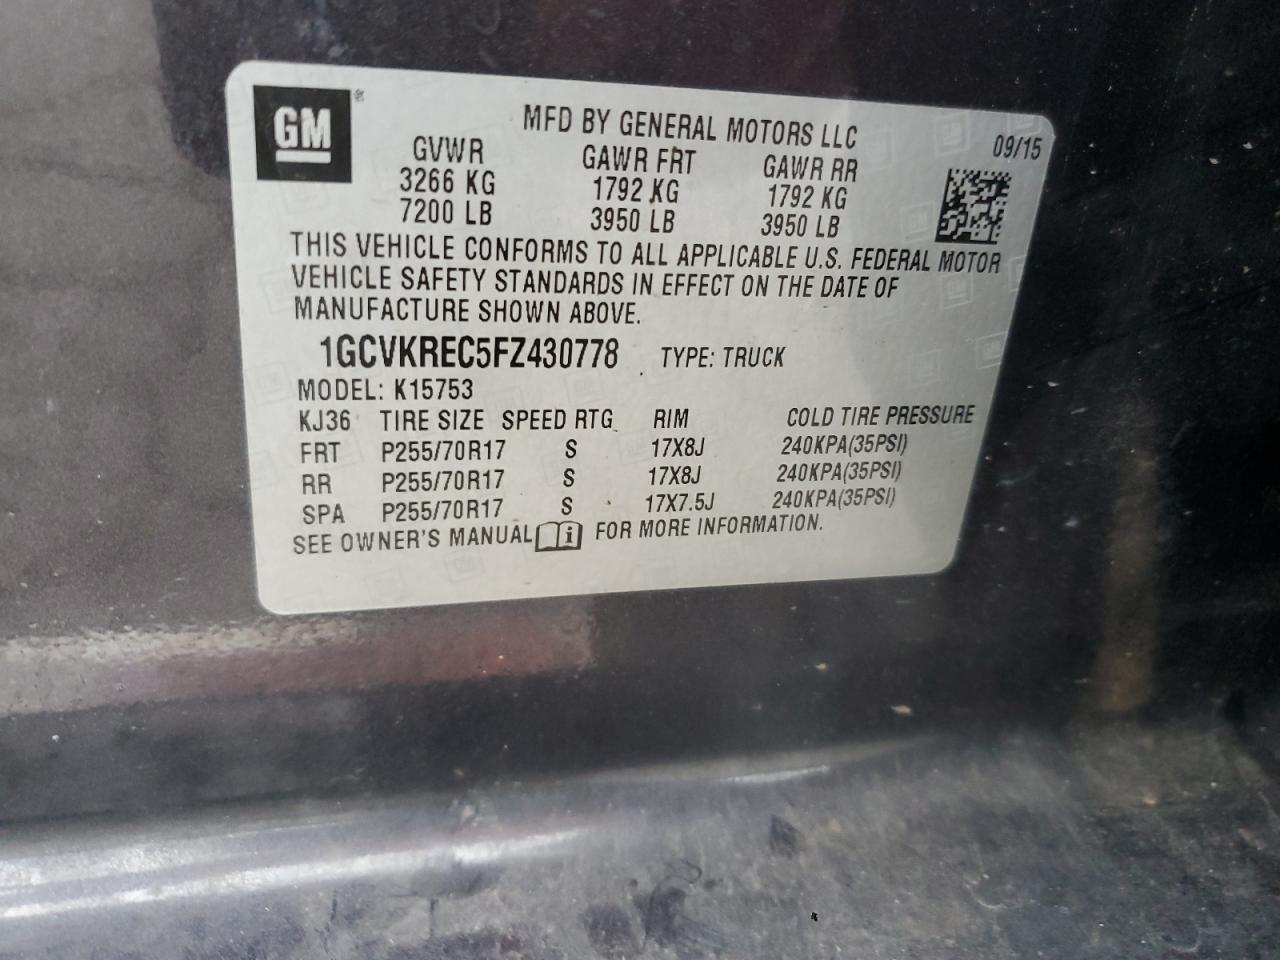 GM ®
MFD BY GENERAL MOTORS LLC 09/15
GVWR GAWR FRT GAWR RR
3266 KG 1792 KG 1792 KG
7200 LB 3950 LB 3950 LB
THIS VEHICLE CONFORMS TO ALL APPLICABLE U.S. FEDERAL MOTOR
VEHICLE SAFETY STANDARDS IN EFFECT ON THE DATE OF
MANUFACTURE SHOWN ABOVE.
1GCVKREC5FZ430778 TYPE: TRUCK
MODEL: K15753
KJ36 TIRE SIZE SPEED RTG RIM COLD TIRE PRESSURE
FRT P255/70R17 S 17X8J 240KPA(35PSI)
RR P255/70R17 S 17X8J 240KPA(35PSI)
SPA P255/70R17 S 17X7.5J 240KPA(35PSI)
SEE OWNER'S MANUAL i FOR MORE INFORMATION.